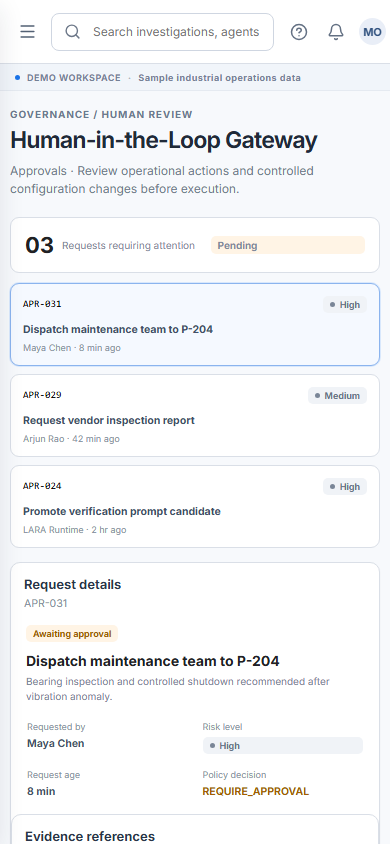 Search investigations, agents
MO
DEMO WORKSPACE · Sample industrial operations data
GOVERNANCE / HUMAN REVIEW
Human-in-the-Loop Gateway
Approvals · Review operational actions and controlled
configuration changes before execution.
03 Requests requiring attention Pending
APR-031 High
Dispatch maintenance team to P-204
Maya Chen · 8 min ago
APR-029 Medium
Request vendor inspection report
Arjun Rao · 42 min ago
APR-024 High
Promote verification prompt candidate
LARA Runtime · 2 hr ago
Request details
APR-031
Awaiting approval
Dispatch maintenance team to P-204
Bearing inspection and controlled shutdown recommended after
vibration anomaly.
Requested by Risk level
Maya Chen High
Request age Policy decision
8 min REQUIRE_APPROVAL
Evidence references